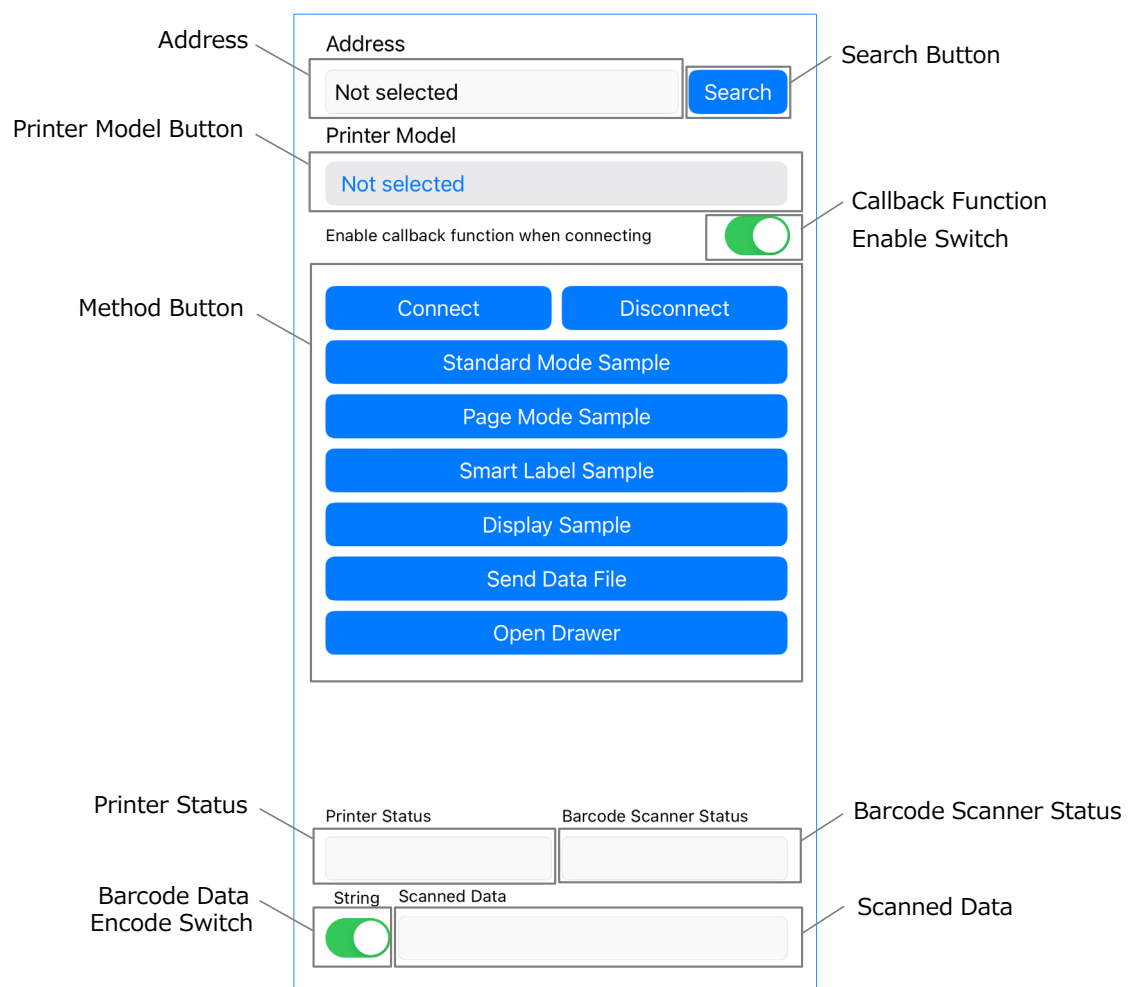 Address
Address
Search Button
Not selected
Search
Printer Model Button
Printer Model
Not selected
Callback Function
Enable Switch
Enable callback function when connecting
Method Button
Connect
Disconnect
Standard Mode Sample
Page Mode Sample
Smart Label Sample
Display Sample
Send Data File
Open Drawer
Printer Status
Printer Status
Barcode Scanner Status
Barcode Scanner Status
Barcode Data
Encode Switch
String
Scanned Data
Scanned Data